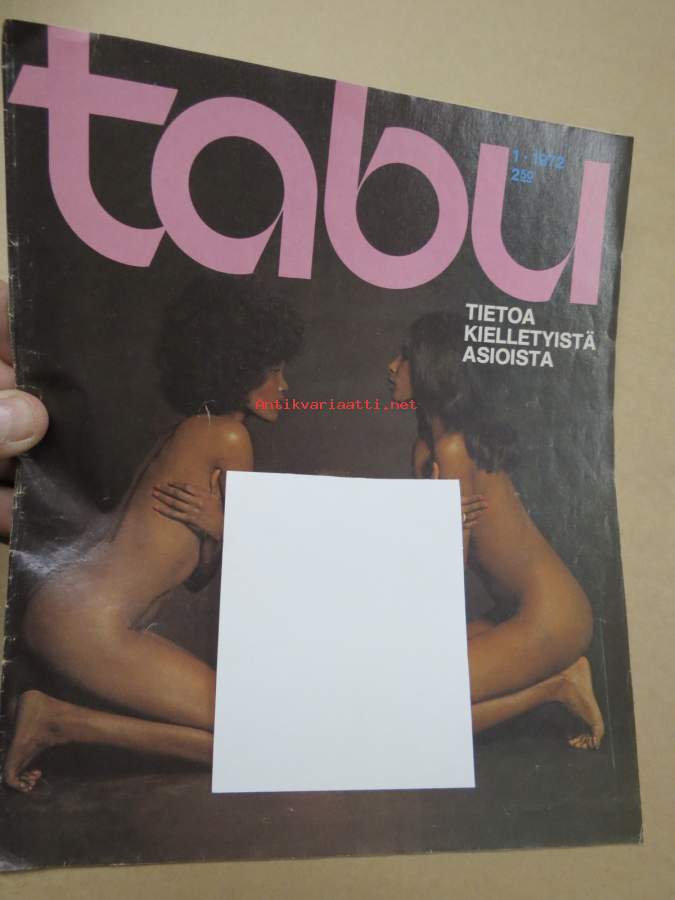 tabu
1 · 1972
2 50
TIETOA
KIELLETYISTÄ
ASIOISTA
Antikvariaatti.net